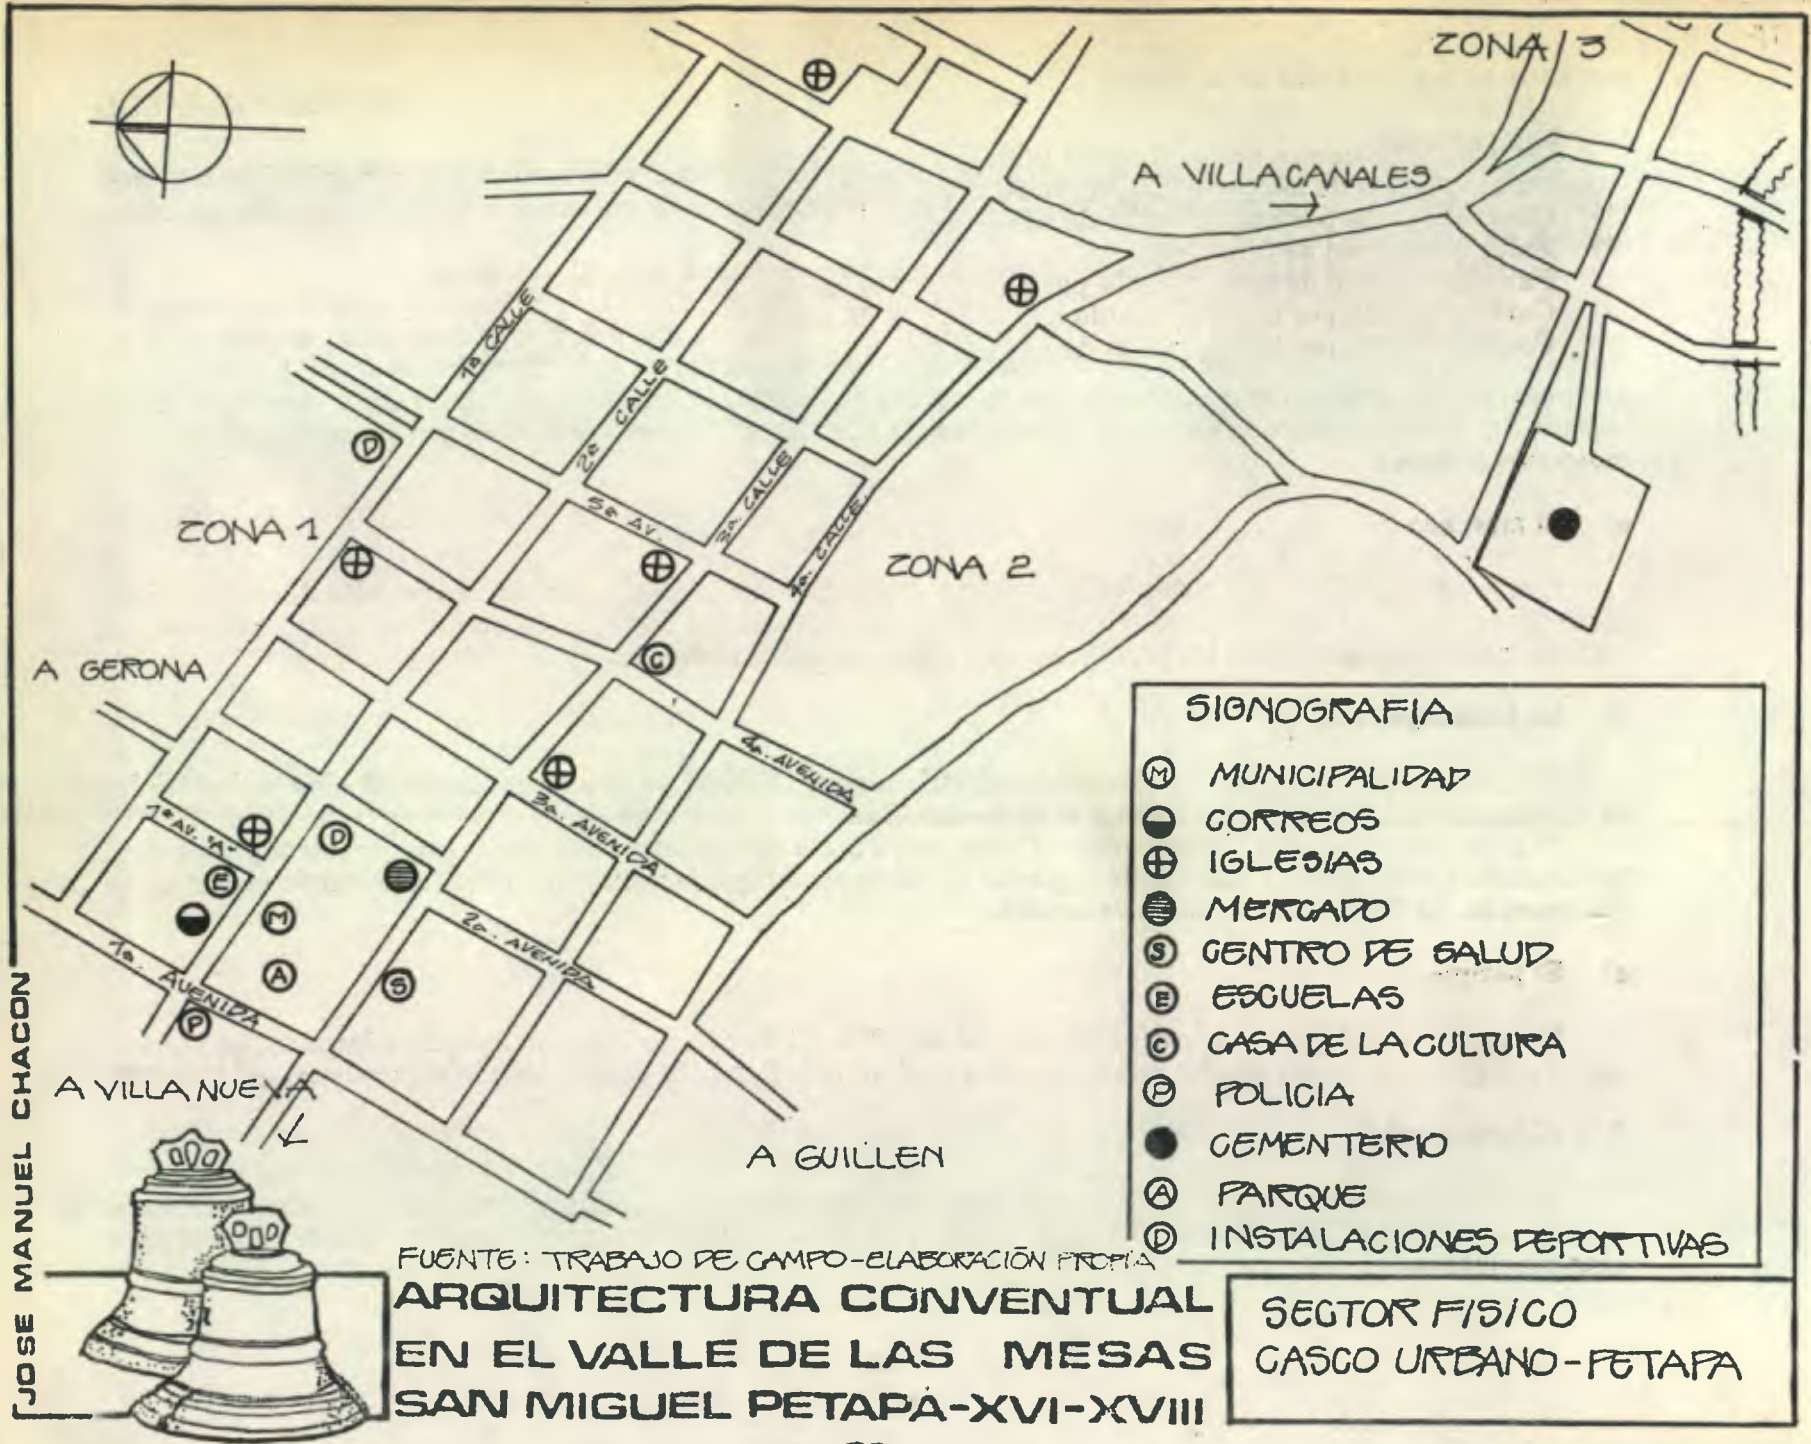 ZONA 3
A VILLACANALES
1a CALLE
2a CALLE
3a. CALLE
4a. CALLE
5a AV.
ZONA 1
ZONA 2
A GERONA
4a. AVENIDA
3a. AVENIDA
1a AV. "A"
2a. AVENIDA
1a. AVENIDA
D
C
D
E
M
A
S
P
A VILLA NUEVA
A GUILLEN
SIGNOGRAFIA
M MUNICIPALIDAD
CORREOS
IGLESIAS
MERCADO
S CENTRO DE SALUD
E ESCUELAS
C CASA DE LA CULTURA
P POLICIA
CEMENTERIO
A PARQUE
D INSTALACIONES DEPORTIVAS
FUENTE: TRABAJO DE CAMPO-ELABORACIÓN PROPIA
ARQUITECTURA CONVENTUAL
EN EL VALLE DE LAS MESAS
SAN MIGUEL PETAPA-XVI-XVIII
SECTOR FISICO
CASCO URBANO-PETAPA
JOSE MANUEL CHACON